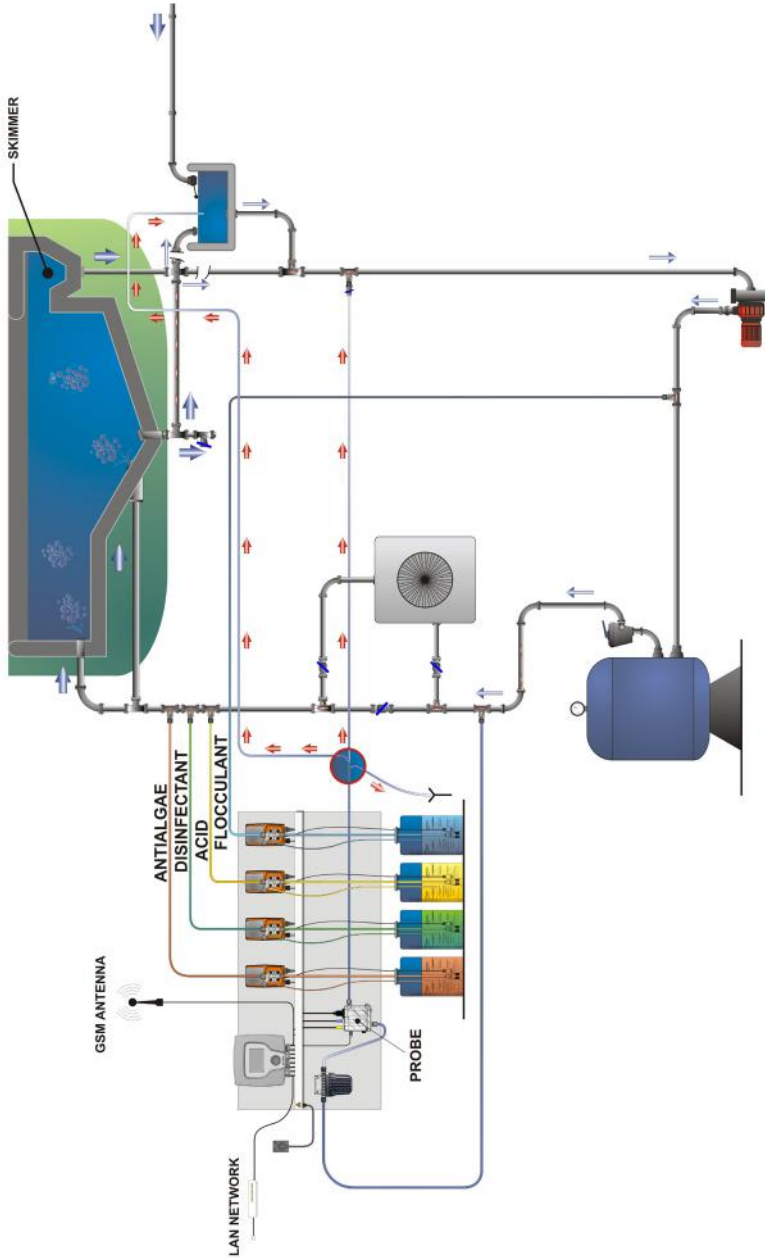 SKIMMER
ANTIALGAE
DISINFECTANT
ACID
FLOCCULANT
GSM ANTENNA
PROBE
LAN NETWORK